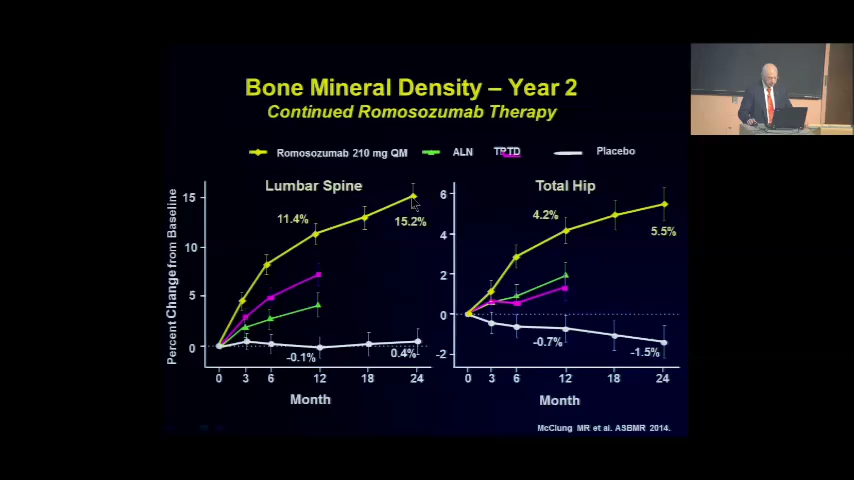 Bone Mineral Density – Year 2
Continued Romosozumab Therapy
Romosozumab 210 mg QM ALN TPTD Placebo
Lumbar Spine
Percent Change from Baseline
15
10
5
0
11.4%
15.2%
-0.1%
0.4%
0 3 6 12 18 24
Month
Total Hip
6
4
2
0
-2
4.2%
5.5%
-0.7%
-1.5%
0 3 6 12 18 24
Month
McClung MR et al. ASBMR 2014.